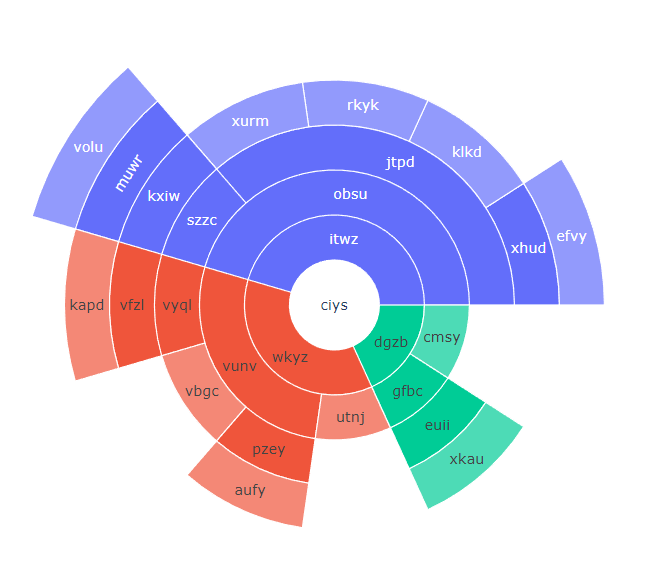 xurm
rkyk
klkd
volu
muwr
kxiw
szzc
jtpd
obsu
itwz
xhud
efvy
ciys
kapd
vfzl
vyql
vunv
wkyz
dgzb
cmsy
vbgc
utnj
gfbc
euii
pzey
xkau
aufy